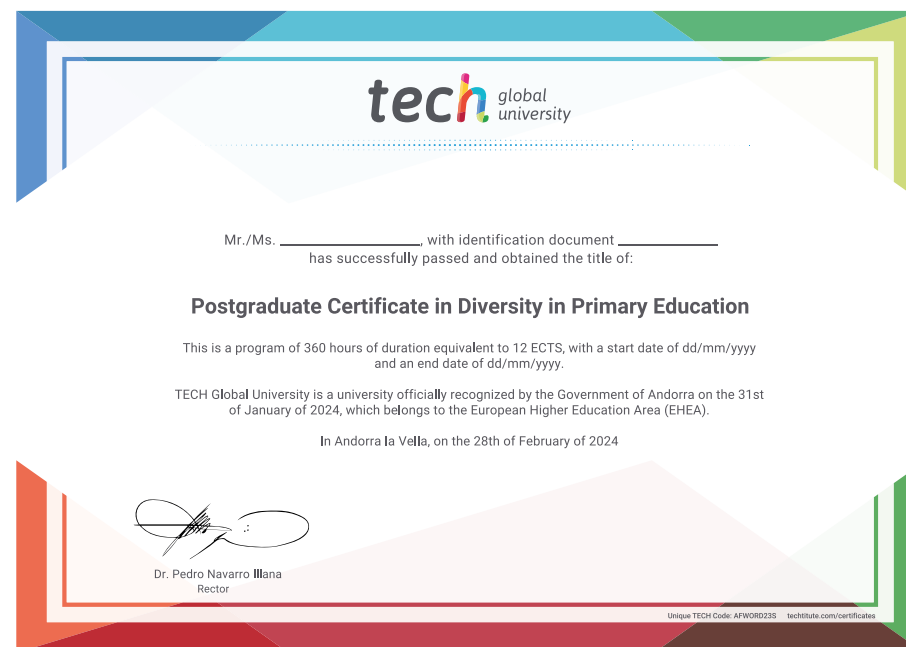 tech global university
Mr./Ms. ____________________, with identification document ______________
has successfully passed and obtained the title of:
Postgraduate Certificate in Diversity in Primary Education
This is a program of 360 hours of duration equivalent to 12 ECTS, with a start date of dd/mm/yyyy
and an end date of dd/mm/yyyy.
TECH Global University is a university officially recognized by the Government of Andorra on the 31st
of January of 2024, which belongs to the European Higher Education Area (EHEA).
In Andorra la Vella, on the 28th of February of 2024
Dr. Pedro Navarro Illana
Rector
Unique TECH Code: AFWORD23S techtitute.com/certificates